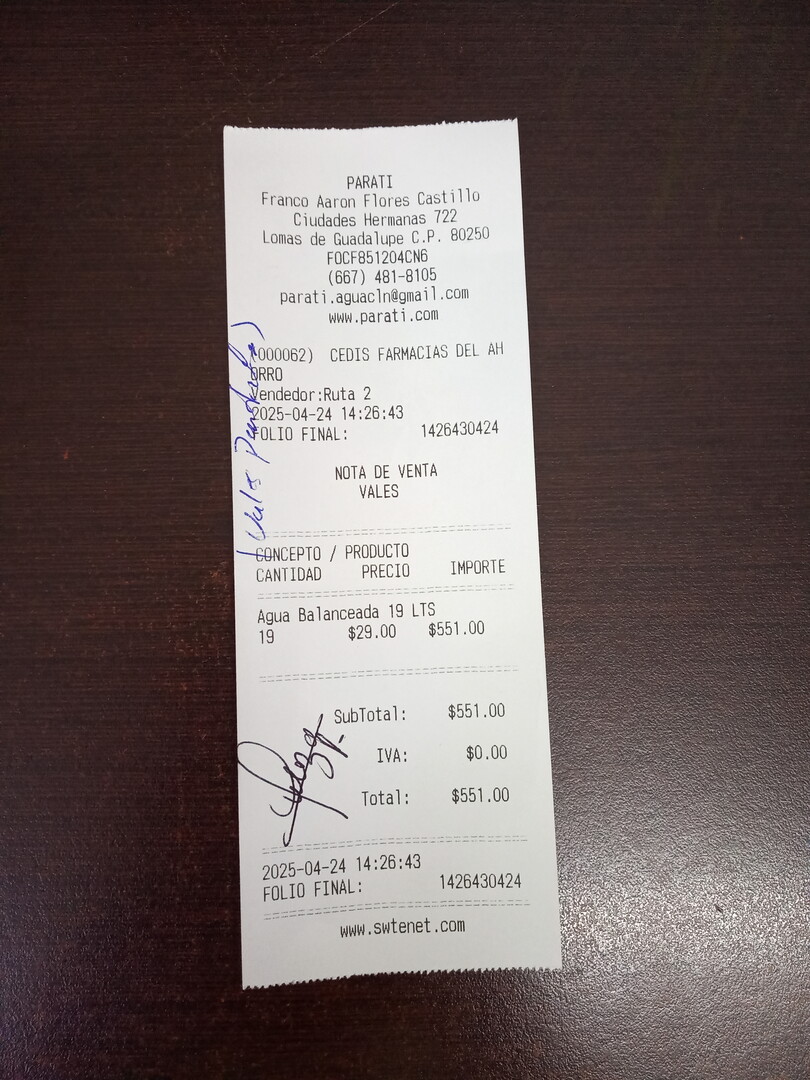 PARATI
Franco Aaron Flores Castillo
Ciudades Hermanas 722
Lomas de Guadalupe C.P. 80250
FOCF851204CN6
(667) 481-8105
parati.aguacln@gmail.com
www.parati.com
(000062) CEDIS FARMACIAS DEL AH
ORRO
Vendedor:Ruta 2
2025-04-24 14:26:43
FOLIO FINAL: 1426430424
NOTA DE VENTA
VALES
CONCEPTO / PRODUCTO
CANTIDAD PRECIO IMPORTE
Agua Balanceada 19 LTS
19 $29.00 $551.00
SubTotal: $551.00
IVA: $0.00
Total: $551.00
2025-04-24 14:26:43
FOLIO FINAL: 1426430424
www.swtenet.com